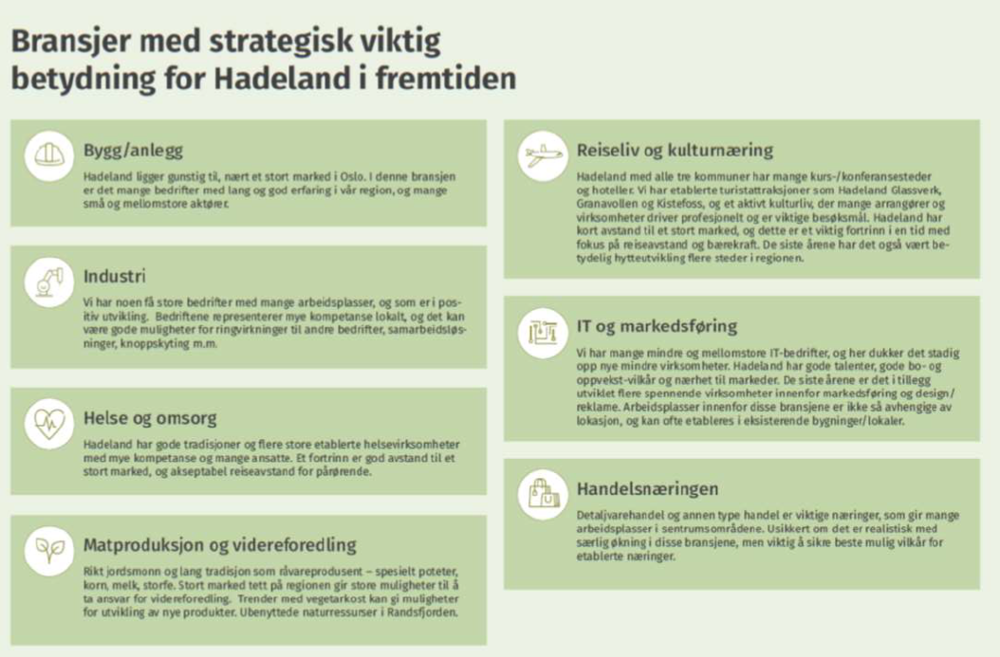 Bransjer med strategisk viktig
betydning for Hadeland i fremtiden
Bygg/anlegg
Hadeland ligger gunstig til, nært et stort marked i Oslo. I denne bransjen
er det mange bedrifter med lang og god erfaring i vår region, og mange
små og mellomstore aktører.
Industri
Vi har noen få store bedrifter med mange arbeidsplasser, og som er i pos-
itiv utvikling. Bedriftene representerer mye kompetanse lokalt, og det kan
være gode muligheter for ringvirkninger til andre bedrifter, samarbeidsløs-
ninger, knoppskyting m.m.
Helse og omsorg
Hadeland har gode tradisjoner og flere store etablerte helsevirksomheter
med mye kompetanse og mange ansatte. Et fortrinn er god avstand til et
stort marked, og akseptabel reiseavstand for pårørende.
Matproduksjon og videreforedling
Rikt jordsmonn og lang tradisjon som råvareprodusent – spesielt poteter,
korn, melk, storfe. Stort marked tett på regionen gir store muligheter til å
ta ansvar for videreforedling. Trender med vegetarkost kan gi muligheter
for utvikling av nye produkter. Ubenyttede naturressurser i Randsfjorden.
Reiseliv og kulturnæring
Hadeland med alle tre kommuner har mange kurs-/konferansesteder
og hoteller. Vi har etablerte turistattraksjoner som Hadeland Glassverk,
Granavollen og Kistefoss, og et aktivt kulturliv, der mange arrangører og
virksomheter driver profesjonelt og er viktige besøksmål. Hadeland har
kort avstand til et stort marked, og dette er et viktig fortrinn i en tid med
fokus på reiseavstand og bærekraft. De siste årene har det også vært be-
tydelig hytteutvikling flere steder i regionen.
IT og markedsføring
Vi har mange mindre og mellomstore IT-bedrifter, og her dukker det stadig
opp nye mindre virksomheter. Hadeland har gode talenter, gode bo- og
oppvekst-vilkår og nærhet til markeder. De siste årene er det i tillegg
utviklet flere spennende virksomheter innenfor markedsføring og design/
reklame. Arbeidsplasser innenfor disse bransjene er ikke så avhengige av
lokasjon, og kan ofte etableres i eksisterende bygninger/lokaler.
Handelsnæringen
Detaljvarehandel og annen type handel er viktige næringer, som gir mange
arbeidsplasser i sentrumsområdene. Usikkert om det er realistisk med
særlig økning i disse bransjene, men viktig å sikre beste mulig vilkår for
etablerte næringer.